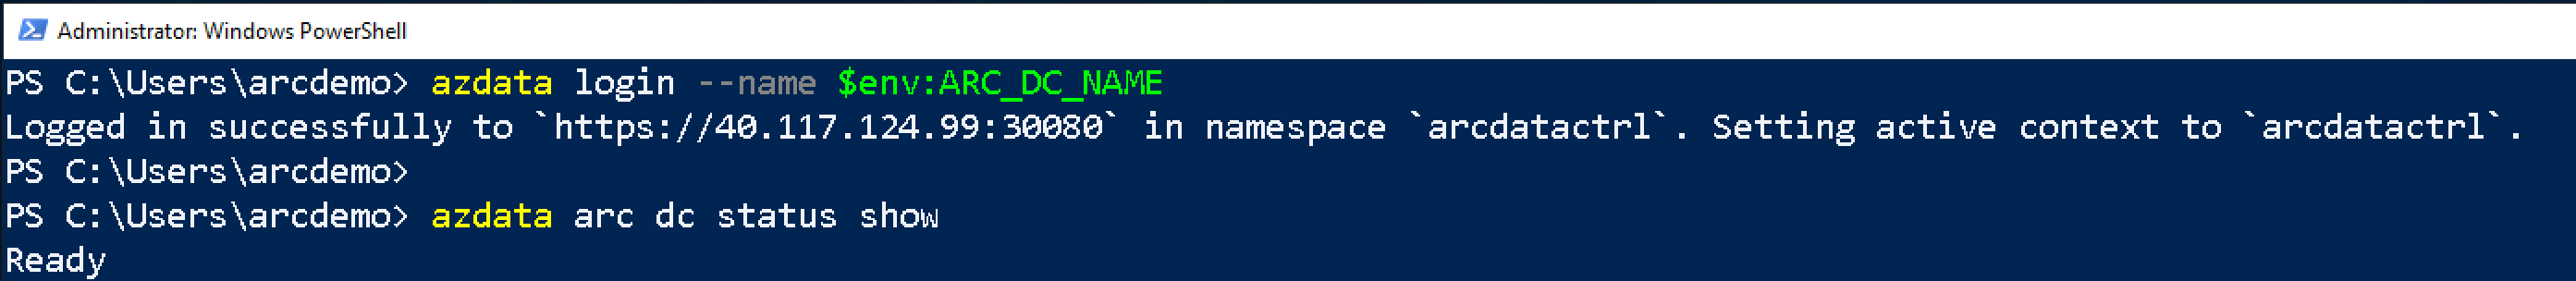 Administrator: Windows PowerShell
PS C:\Users\arcdemo> azdata login --name $env:ARC_DC_NAME
Logged in successfully to `https://40.117.124.99:30080` in namespace `arcdatactrl`. Setting active context to `arcdatactrl`.
PS C:\Users\arcdemo>
PS C:\Users\arcdemo> azdata arc dc status show
Ready